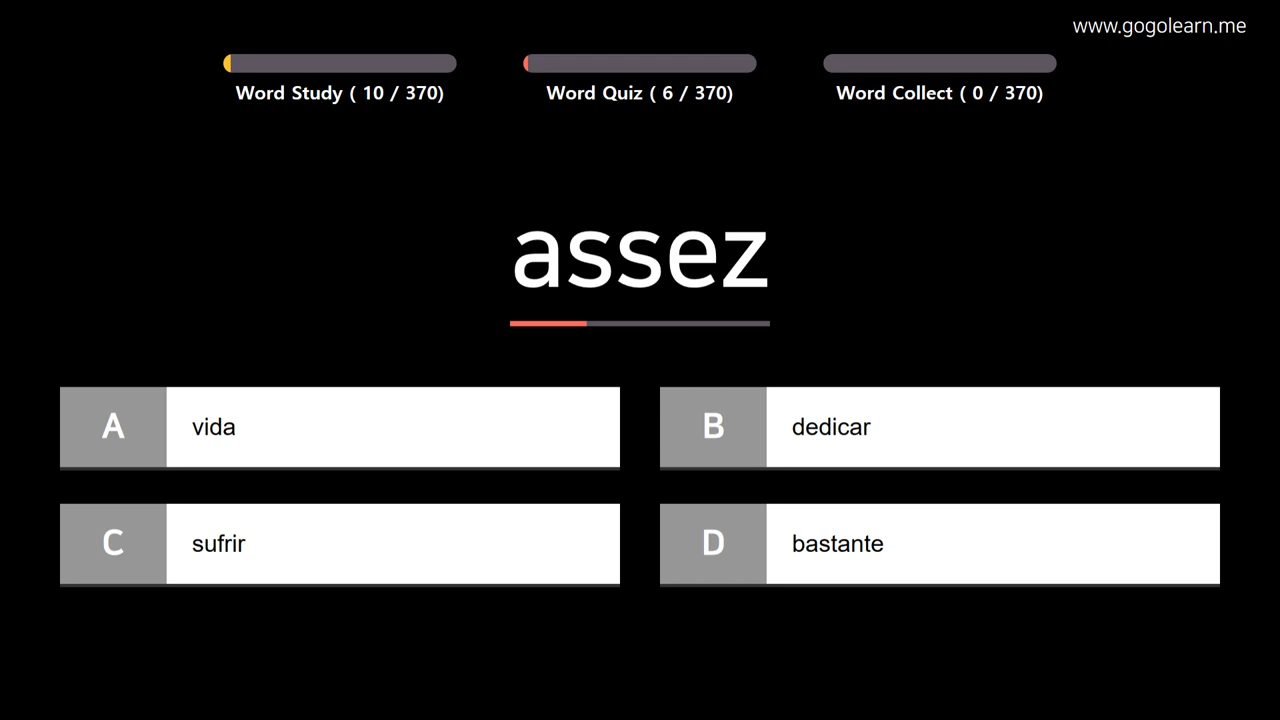 www.gogolearn.me
Word Study ( 10 / 370)
Word Quiz ( 6 / 370)
Word Collect ( 0 / 370)
assez
A
vida
B
dedicar
C
sufrir
D
bastante